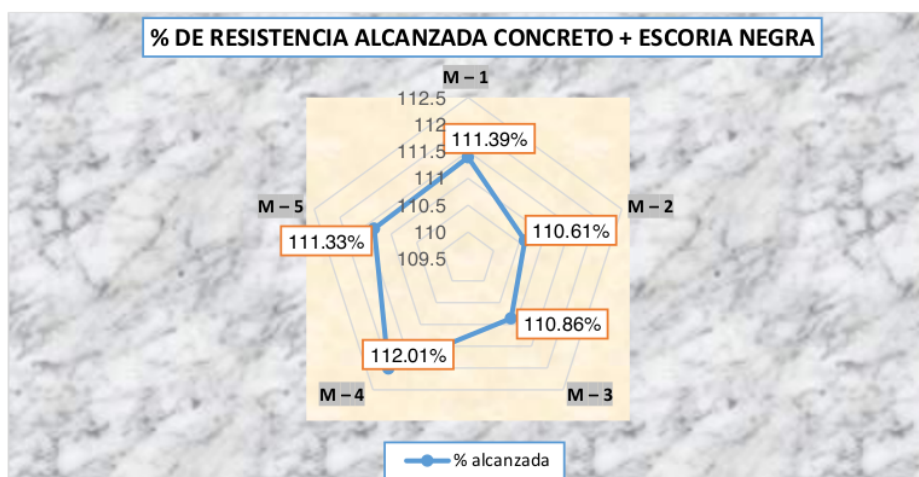 % DE RESISTENCIA ALCANZADA CONCRETO + ESCORIA NEGRA
M – 1
112.5
112
111.39%
111.5
111
M – 5
M – 2
110.5
110.61%
110
111.33%
109.5
110.86%
112.01%
M – 4
M – 3
% alcanzada